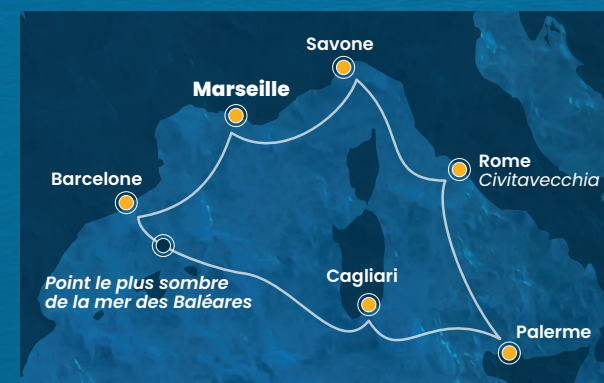 Savone
Marseille
Barcelone
Rome
Civitavecchia
Point le plus sombre
de la mer des Baléares
Cagliari
Palerme